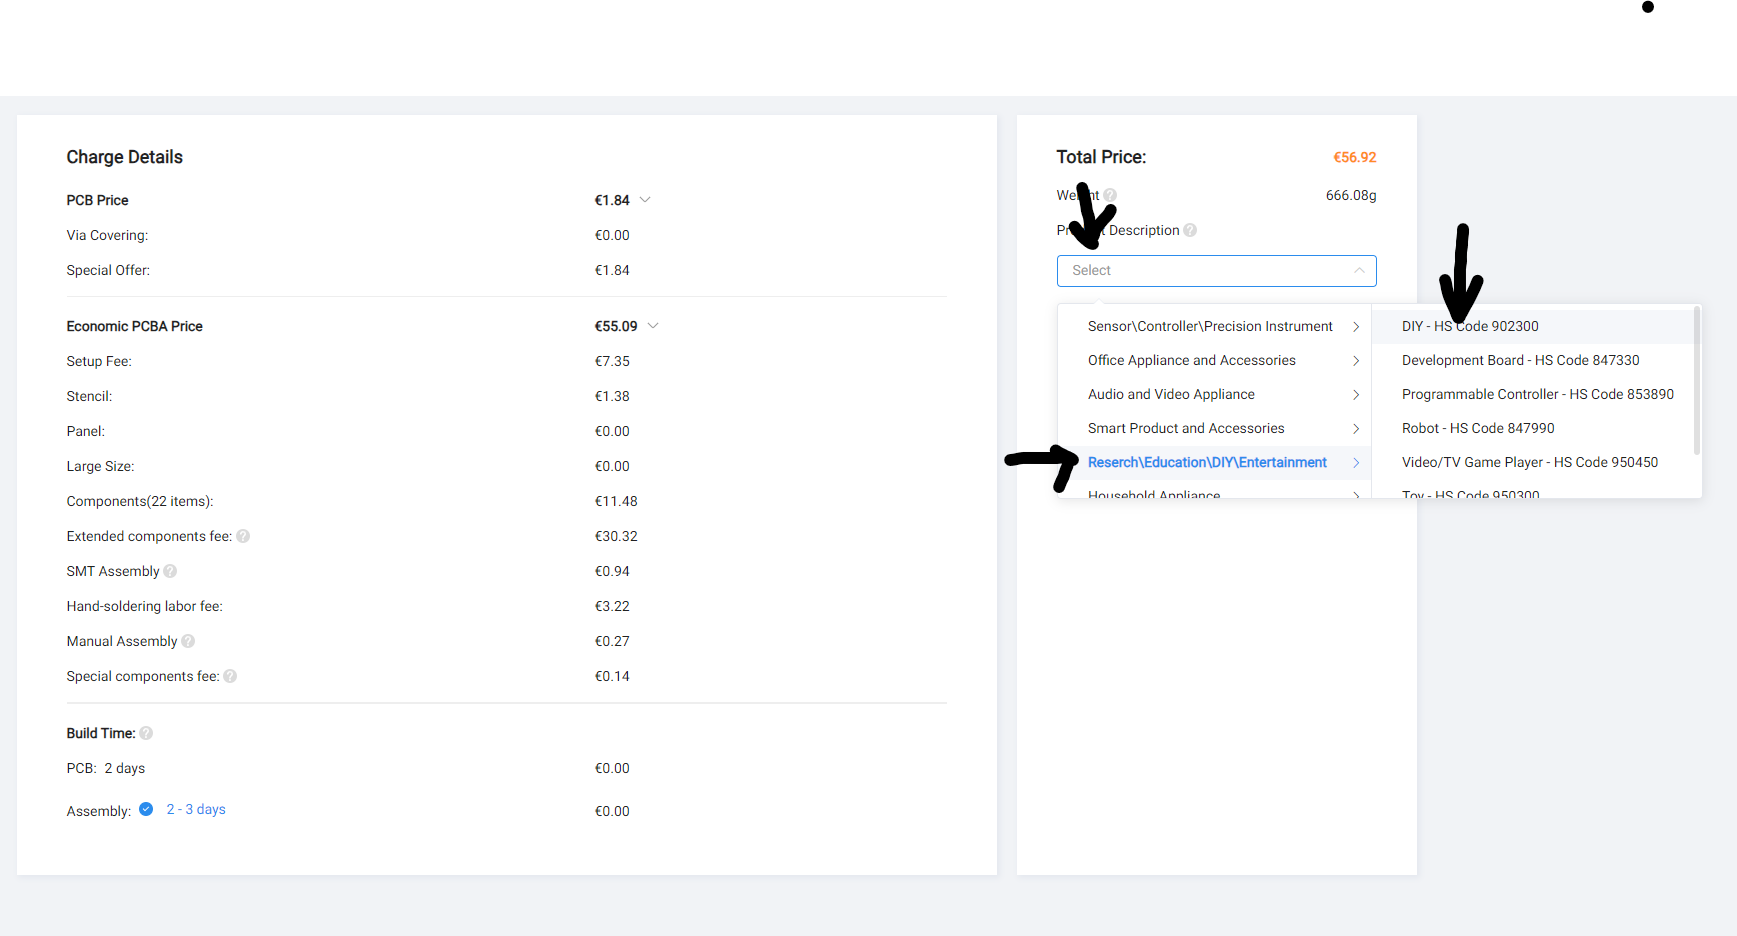 Charge Details
PCB Price €1.84
Via Covering: €0.00
Special Offer: €1.84
Economic PCBA Price €55.09
Setup Fee: €7.35
Stencil: €1.38
Panel: €0.00
Large Size: €0.00
Components(22 items): €11.48
Extended components fee: ? €30.32
SMT Assembly ? €0.94
Hand-soldering labor fee: €3.22
Manual Assembly ? €0.27
Special components fee: ? €0.14
Build Time: ?
PCB: 2 days €0.00
Assembly: 2 - 3 days €0.00
Total Price: €56.92
Weight ? 666.08g
Description ?
Select
Sensor\Controller\Precision Instrument
Office Appliance and Accessories
Audio and Video Appliance
Smart Product and Accessories
Reserch\Education\DIY\Entertainment
Household Appliance
DIY - HS Code 902300
Development Board - HS Code 847330
Programmable Controller - HS Code 853890
Robot - HS Code 847990
Video/TV Game Player - HS Code 950450
Toy - HS Code 950300